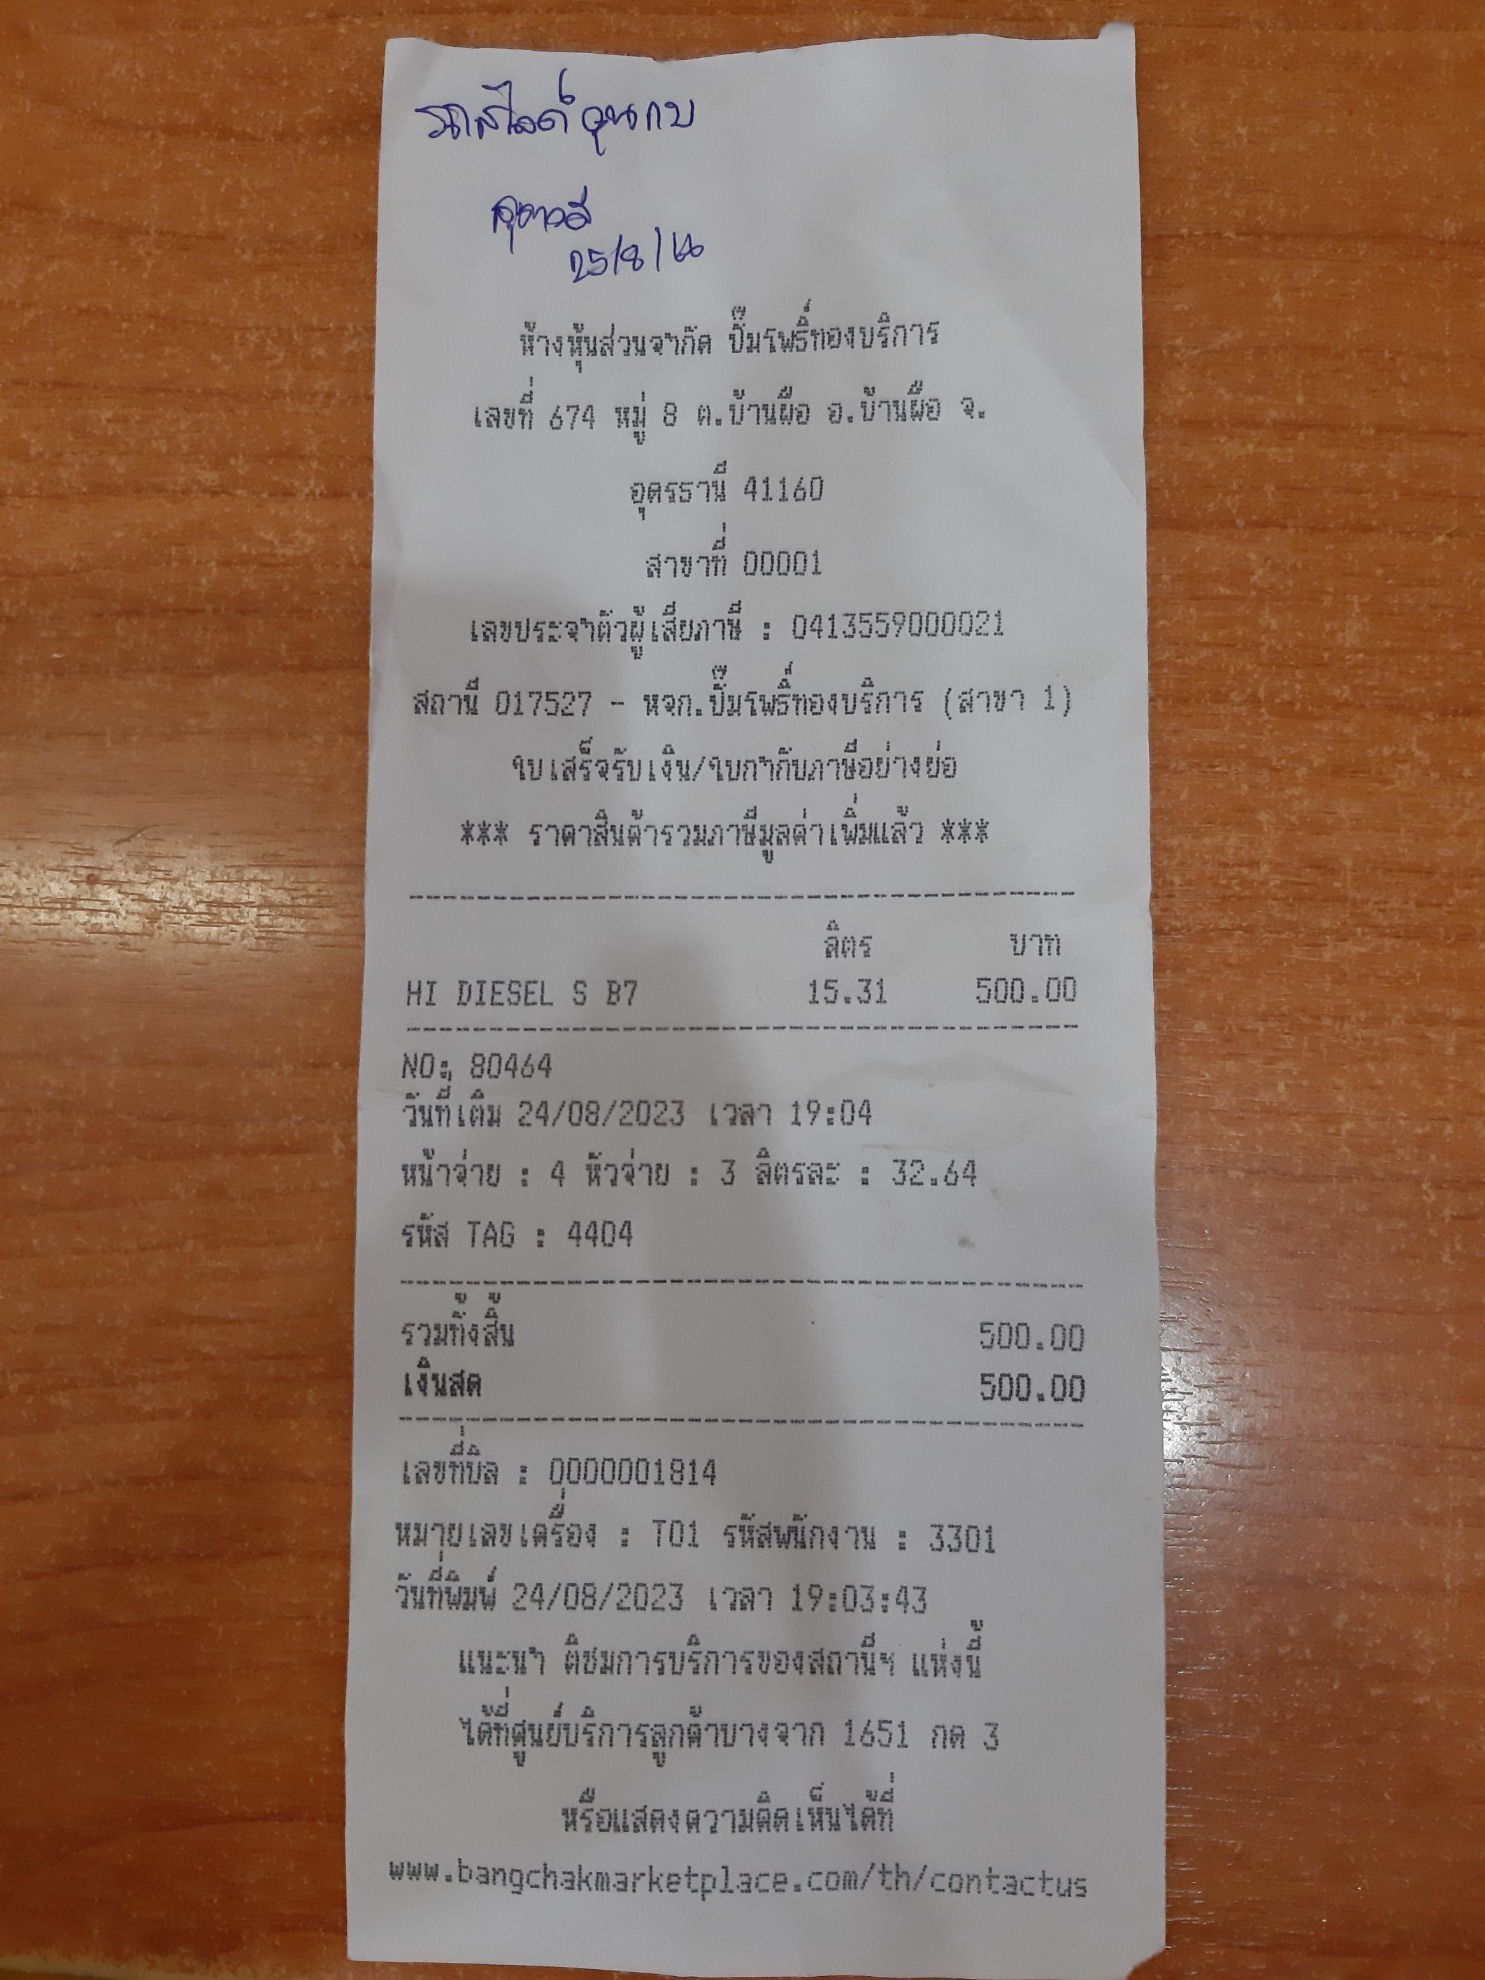 รถสไลด์ คุณกบ
25/8/66
ห้างหุ้นส่วนจำกัด ปั๊มโพธิ์ทองบริการ
เลขที่ 674 หมู่ 8 ต.บ้านผือ อ.บ้านผือ จ.
อุดรธานี 41160
สาขาที่ 00001
เลขประจำตัวผู้เสียภาษี : 0413559000021
สถานี 017527 - หจก.ปั๊มโพธิ์ทองบริการ (สาขา 1)
ใบเสร็จรับเงิน/ใบกำกับภาษีอย่างย่อ
*** ราคาสินค้ารวมภาษีมูลค่าเพิ่มแล้ว ***
ลิตร บาท
HI DIESEL S B7 15.31 500.00
NO: 80464
วันที่เติม 24/08/2023 เวลา 19:04
หน้าจ่าย : 4 หัวจ่าย : 3 ลิตรละ : 32.64
รหัส TAG : 4404
รวมทั้งสิ้น 500.00
เงินสด 500.00
เลขที่บิล : 0000001814
หมายเลขเครื่อง : T01 รหัสพนักงาน : 3301
วันที่พิมพ์ 24/08/2023 เวลา 19:03:43
แนะนำ ติชมการบริการของสถานีฯ แห่งนี้
ได้ที่ศูนย์บริการลูกค้าบางจาก 1651 กด 3
หรือแสดงความคิดเห็นได้ที่
www.bangchakmarketplace.com/th/contactus